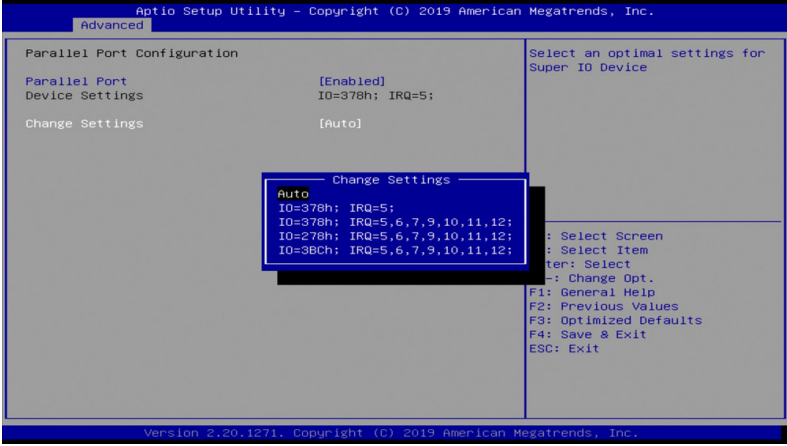 Aptio Setup Utility – Copyright (C) 2019 American Megatrends, Inc.
Advanced
Parallel Port Configuration
Parallel Port [Enabled]
Device Settings IO=378h; IRQ=5;
Change Settings [Auto]
Select an optimal settings for
Super IO Device
Change Settings
Auto
IO=378h; IRQ=5;
IO=378h; IRQ=5,6,7,9,10,11,12;
IO=278h; IRQ=5,6,7,9,10,11,12;
IO=3BCh; IRQ=5,6,7,9,10,11,12;
: Select Screen
: Select Item
ter: Select
–: Change Opt.
F1: General Help
F2: Previous Values
F3: Optimized Defaults
F4: Save & Exit
ESC: Exit
Version 2.20.1271. Copyright (C) 2019 American Megatrends, Inc.